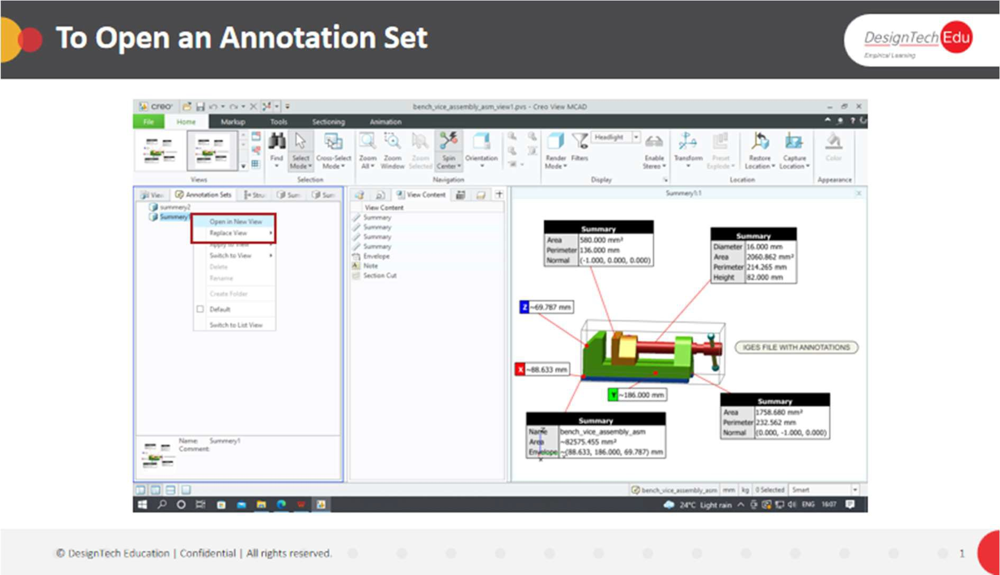 To Open an Annotation Set
DesignTech Edu
Empirical Learning
creo
bench_vice_assembly_asm_view1.pvs - Creo View MCAD
File Home Markup Tools Sectioning Animation
Headlight
Find Select Mode Cross-Select Mode Zoom All Zoom Window Zoom Selected Spin Center Orientation Render Mode Filters Enable Stereo Transform Preset Explode Restore Location Capture Location Color
Views Selection Navigation Display Location Appearance
View Annotation Sets Stru Sum Sum
summery2
Summery1
Open in New View
Replace View
Apply to View
Switch to View
Delete
Rename
Create Folder
Default
Switch to List View
Name: Summery1
Comment:
View Content
View Content
Summary
Summary
Summary
Summary
Envelope
Note
Section Cut
Summery1:1
Summary
Area 580.000 mm²
Perimeter 136.000 mm
Normal (-1.000, 0.000, 0.000)
Summary
Diameter 16.000 mm
Area 2060.862 mm²
Perimeter 214.265 mm
Height 82.000 mm
Z ~69.787 mm
IGES FILE WITH ANNOTATIONS
X ~88.633 mm
Y ~186.000 mm
Summary
Area 1758.680 mm²
Perimeter 232.562 mm
Normal (0.000, -1.000, 0.000)
Summary
Name bench_vice_assembly_asm
Area ~82575.455 mm²
Envelope ~(88.633, 186.000, 69.787) mm
bench_vice_assembly_asm mm kg 0 Selected Smart
24°C Light rain ENG 16:07
© DesignTech Education | Confidential | All rights reserved.
1